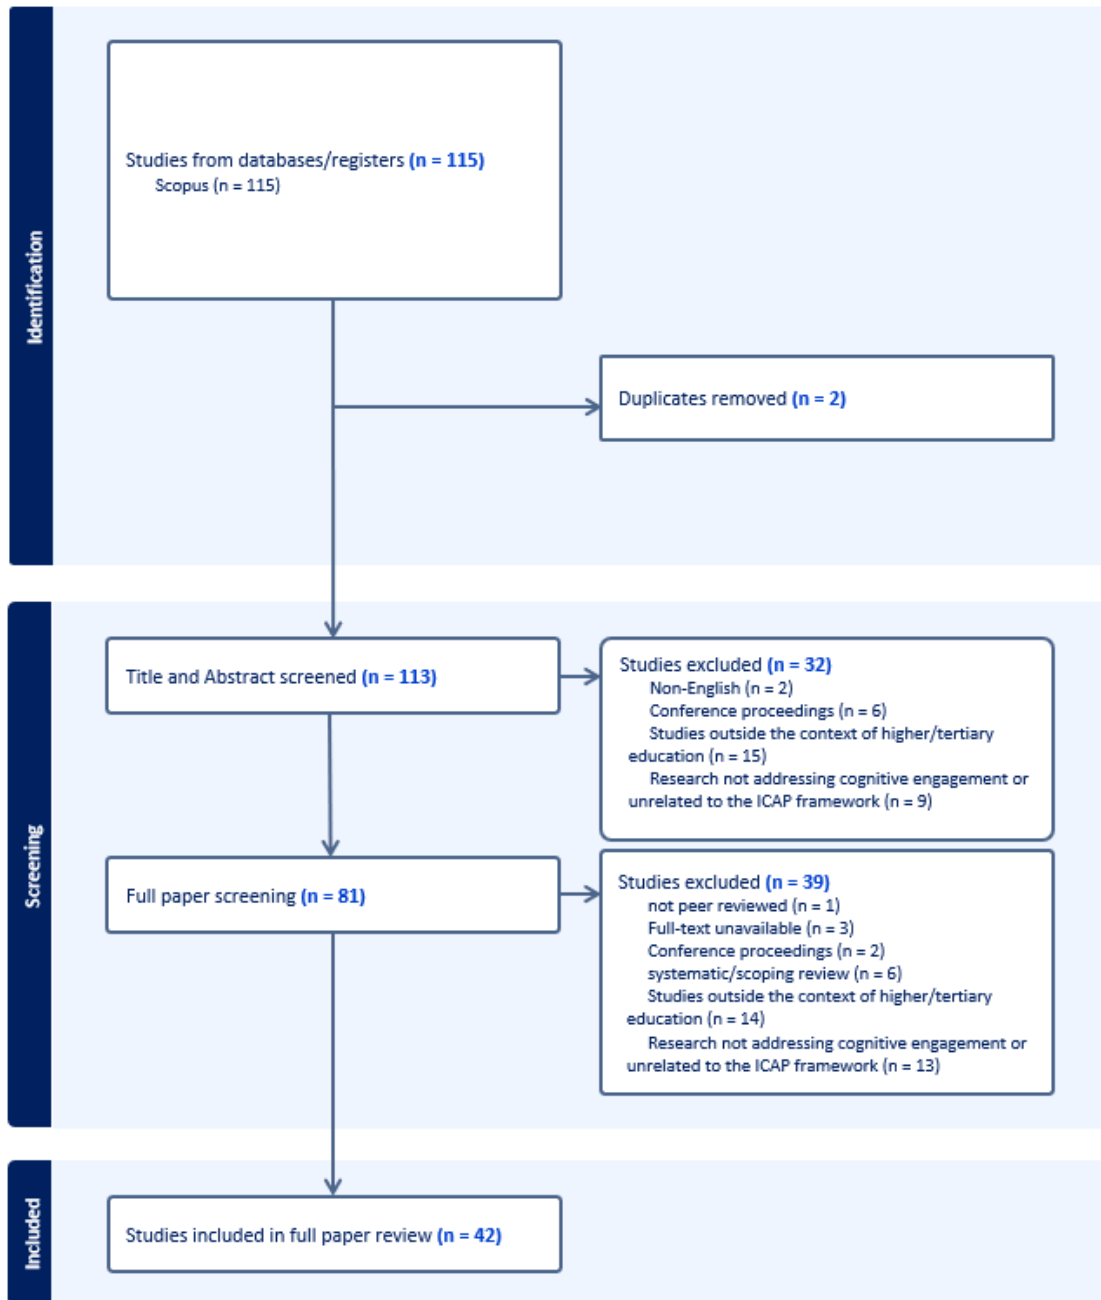 Identification
Studies from databases/registers (n = 115)
Scopus (n = 115)
Duplicates removed (n = 2)
Screening
Title and Abstract screened (n = 113)
Studies excluded (n = 32)
Non-English (n = 2)
Conference proceedings (n = 6)
Studies outside the context of higher/tertiary
education (n = 15)
Research not addressing cognitive engagement or
unrelated to the ICAP framework (n = 9)
Full paper screening (n = 81)
Studies excluded (n = 39)
not peer reviewed (n = 1)
Full-text unavailable (n = 3)
Conference proceedings (n = 2)
systematic/scoping review (n = 6)
Studies outside the context of higher/tertiary
education (n = 14)
Research not addressing cognitive engagement or
unrelated to the ICAP framework (n = 13)
Included
Studies included in full paper review (n = 42)